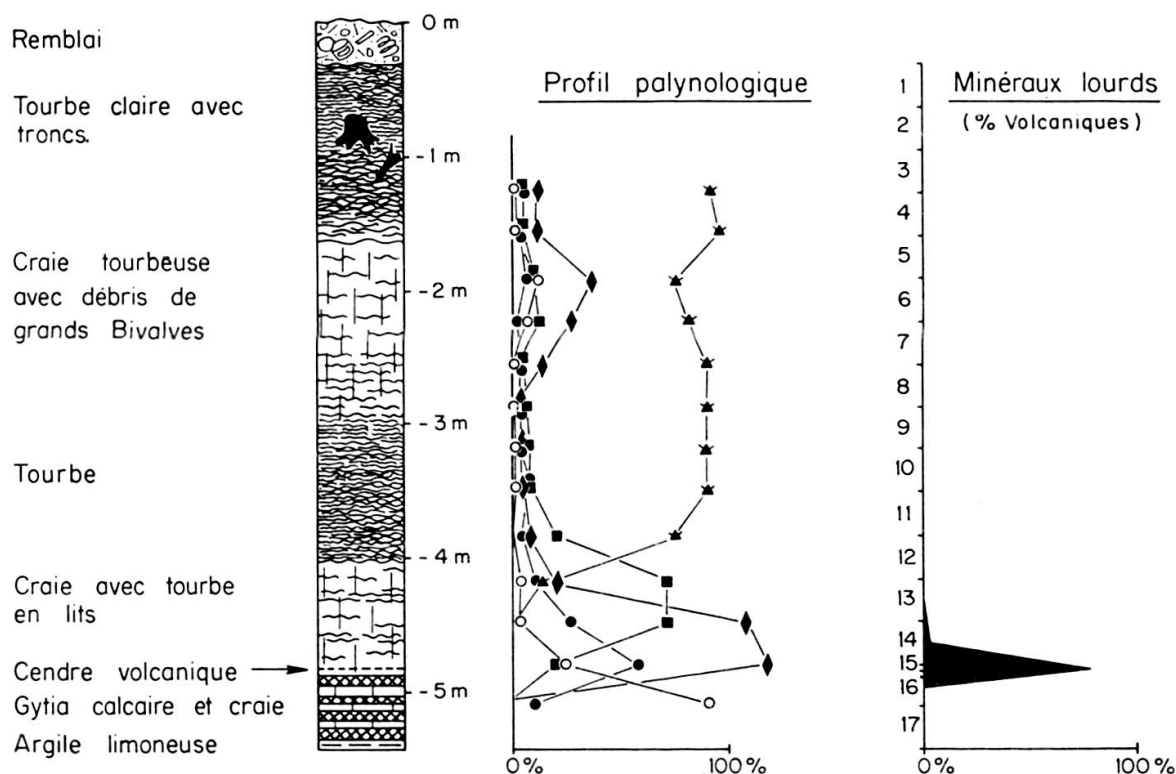 Remblai
Tourbe claire avec
troncs.
Craie tourbeuse
avec débris de
grands Bivalves
Tourbe
Craie avec tourbe
en lits
Cendre volcanique
Gytia calcaire et craie
Argile limoneuse
0 m
-1 m
-2 m
-3 m
-4 m
-5 m
Profil palynologique
0%
100%
Minéraux lourds
(% Volcaniques)
1
2
3
4
5
6
7
8
9
10
11
12
13
14
15
16
17
0%
100%